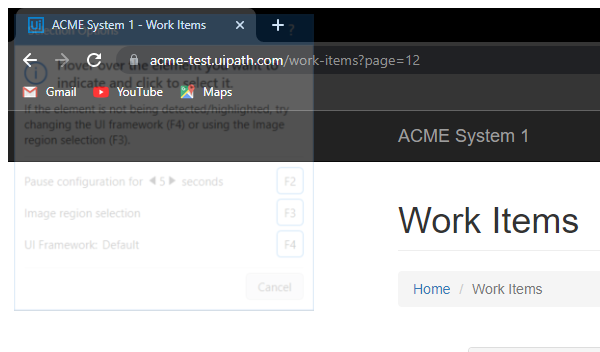 ACME System 1 - Work Items
Selection Options
?
acme-test.uipath.com/work-items?page=12
Hover over the element you want to
indicate and click to select it.
Gmail YouTube Maps
If the element is not being detected/highlighted, try
changing the UI framework (F4) or using the Image
region selection (F3).
ACME System 1
Pause configuration for 5 seconds F2
Image region selection F3
UI Framework: Default F4
Cancel
Work Items
Home / Work Items